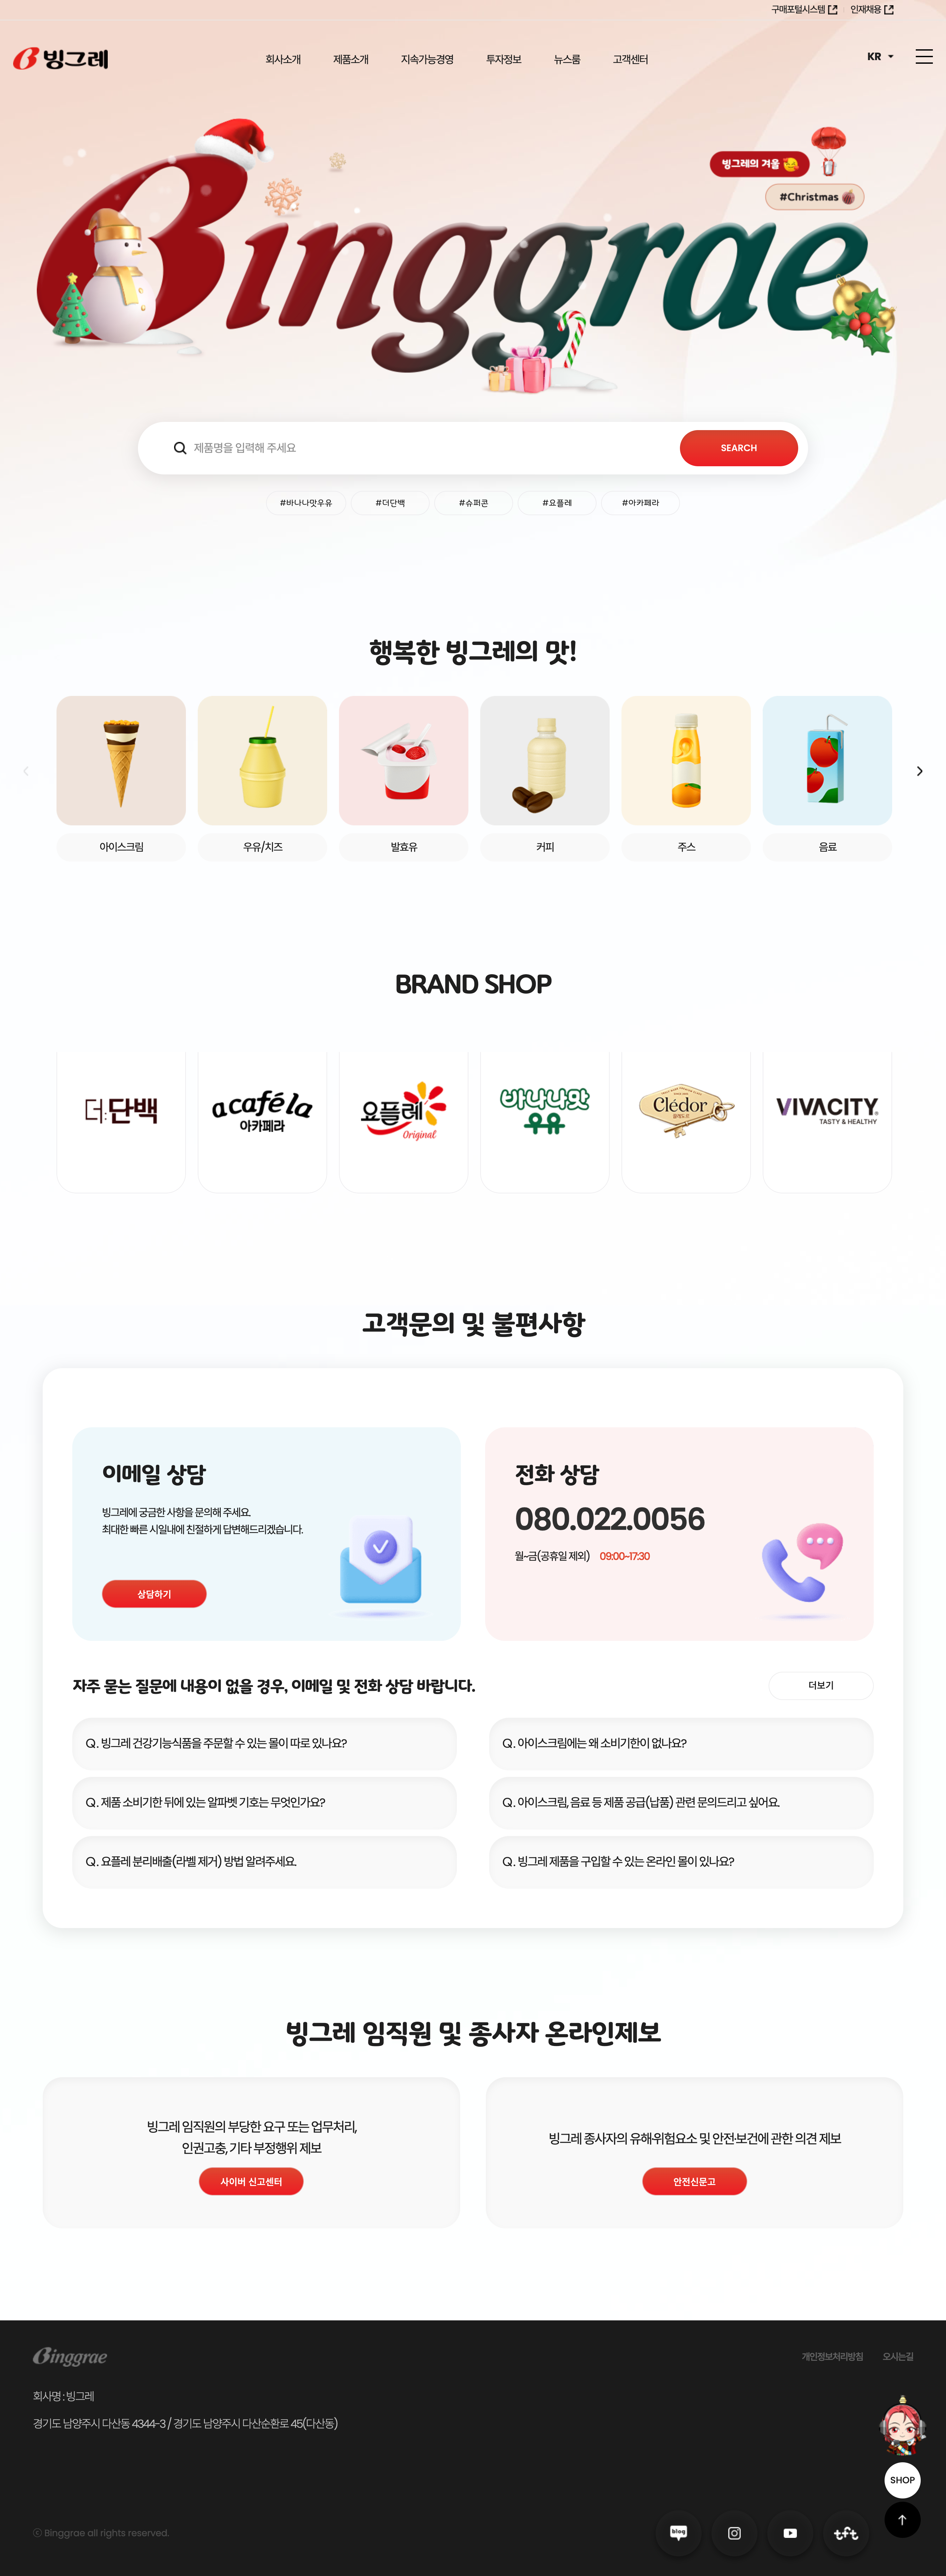 구매포털시스템
인재채용
빙그레
회사소개
제품소개
지속가능경영
투자정보
뉴스룸
고객센터
KR
빙그레의 겨울
#Christmas
Binggrae
제품명을 입력해 주세요
SEARCH
#바나나맛우유
#더단백
#슈퍼콘
#요플레
#아카페라
행복한 빙그레의 맛!
아이스크림
우유/치즈
발효유
커피
주스
음료
BRAND SHOP
더:단백
acaféla
아카페라
요플레
Original
바나나맛
우유
Clédor
끌레도르
VIVACITY
TASTY & HEALTHY
고객문의 및 불편사항
이메일 상담
빙그레에 궁금한 사항을 문의해 주세요.
최대한 빠른 시일내에 친절하게 답변해드리겠습니다.
상담하기
전화 상담
080.022.0056
월~금(공휴일 제외) 09:00~17:30
자주 묻는 질문에 내용이 없을 경우, 이메일 및 전화 상담 바랍니다.
더보기
Q. 빙그레 건강기능식품을 주문할 수 있는 몰이 따로 있나요?
Q. 아이스크림에는 왜 소비기한이 없나요?
Q. 제품 소비기한 뒤에 있는 알파벳 기호는 무엇인가요?
Q. 아이스크림, 음료 등 제품 공급(납품) 관련 문의드리고 싶어요.
Q. 요플레 분리배출(라벨 제거) 방법 알려주세요.
Q. 빙그레 제품을 구입할 수 있는 온라인 몰이 있나요?
빙그레 임직원 및 종사자 온라인제보
빙그레 임직원의 부당한 요구 또는 업무처리,
인권고충, 기타 부정행위 제보
사이버 신고센터
빙그레 종사자의 유해·위험요소 및 안전·보건에 관한 의견 제보
안전신문고
Binggrae
개인정보처리방침
오시는길
회사명 : 빙그레
경기도 남양주시 다산동 4344-3 / 경기도 남양주시 다산순환로 45(다산동)
SHOP
ⓒ Binggrae all rights reserved.
blog
tft